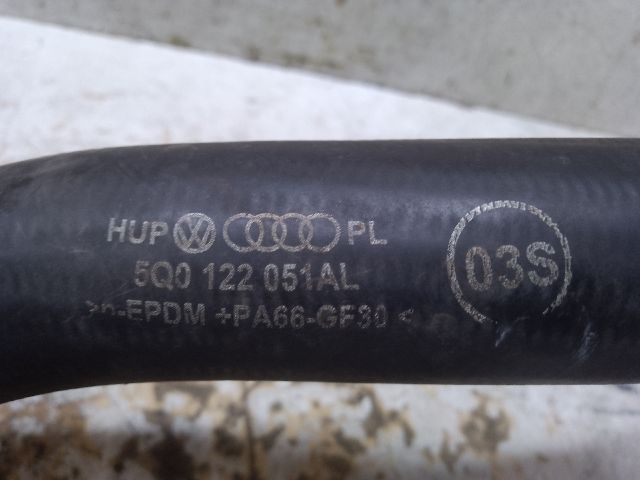 HUP PL
5Q0 122 051AL
>p-EPDM +PA66-GF30<
03S